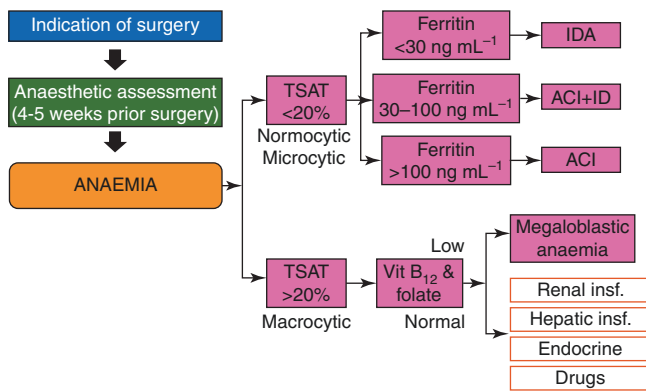 Indication of surgery
Anaesthetic assessment
(4-5 weeks prior surgery)
ANAEMIA
TSAT
<20%
Normocytic
Microcytic
Ferritin
<30 ng mL⁻¹
IDA
Ferritin
30–100 ng mL⁻¹
ACI+ID
Ferritin
>100 ng mL⁻¹
ACI
TSAT
>20%
Macrocytic
Low
Vit B₁₂ &
folate
Normal
Megaloblastic
anaemia
Renal insf.
Hepatic insf.
Endocrine
Drugs